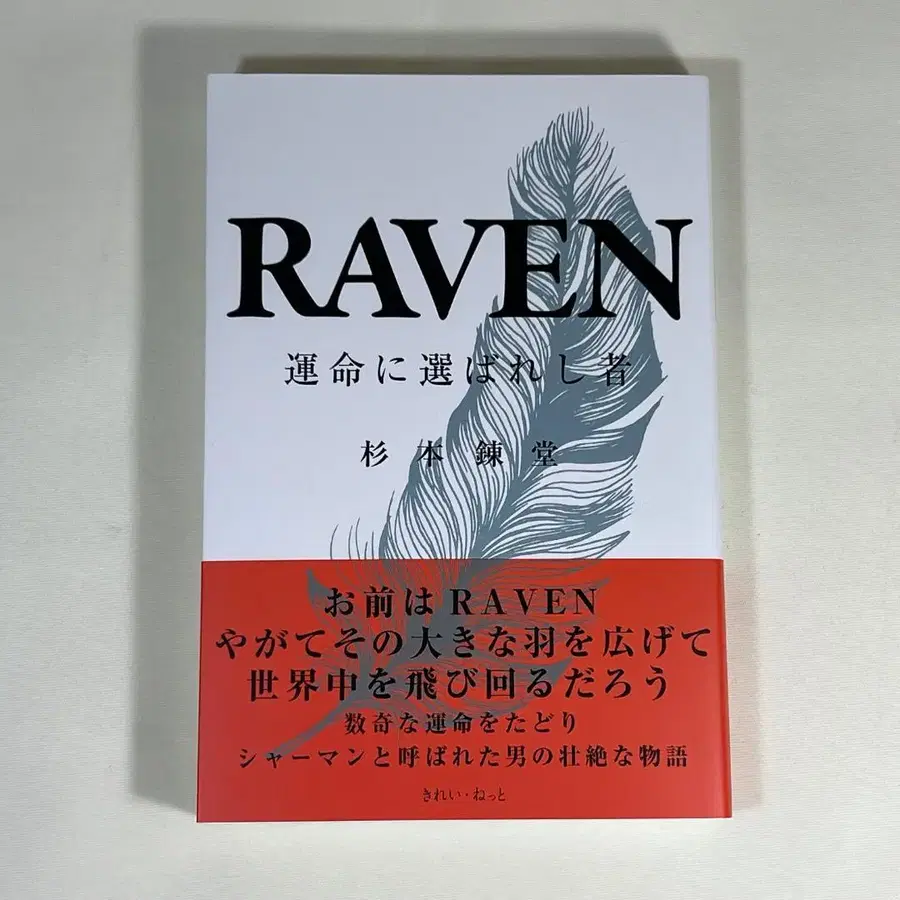 RAVEN
運命に選ばれし者
杉本錬堂
お前はRAVEN
やがてその大きな羽を広げて
世界中を飛び回るだろう
数奇な運命をたどり
シャーマンと呼ばれた男の壮絶な物語
きれい・ねっと